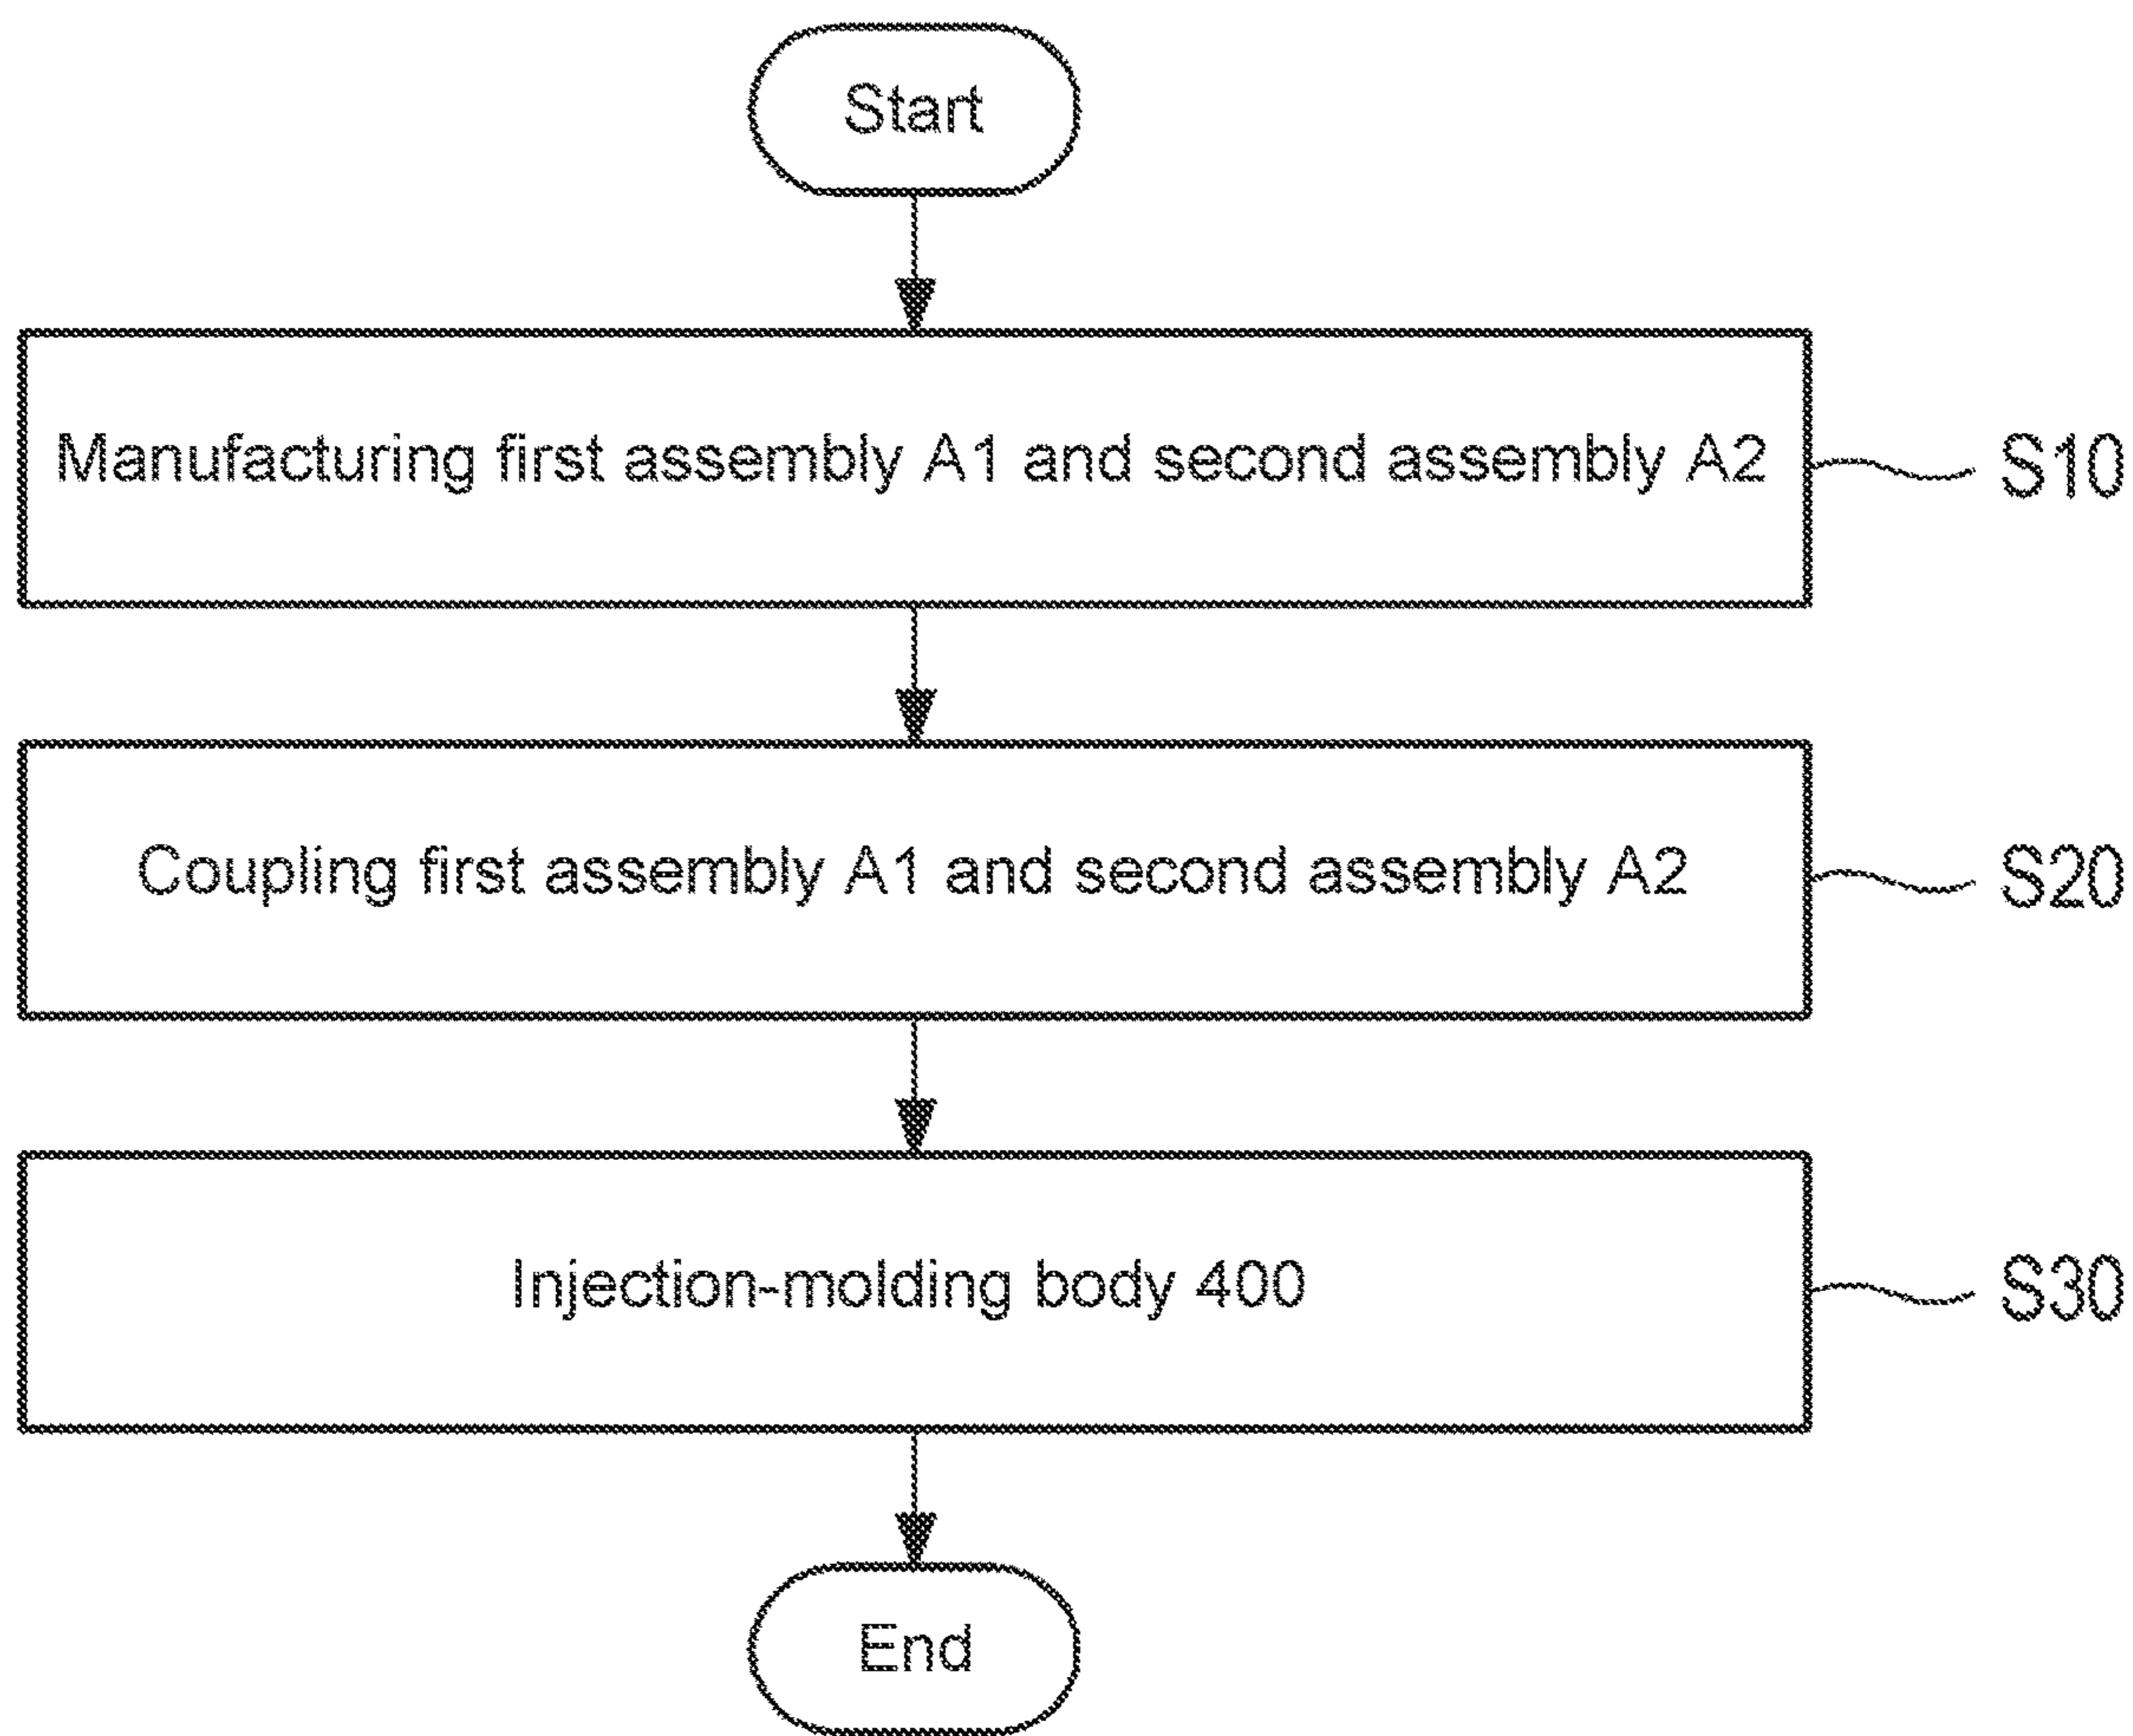 Start
Manufacturing first assembly A1 and second assembly A2
S10
Coupling first assembly A1 and second assembly A2
S20
Injection-molding body 400
S30
End